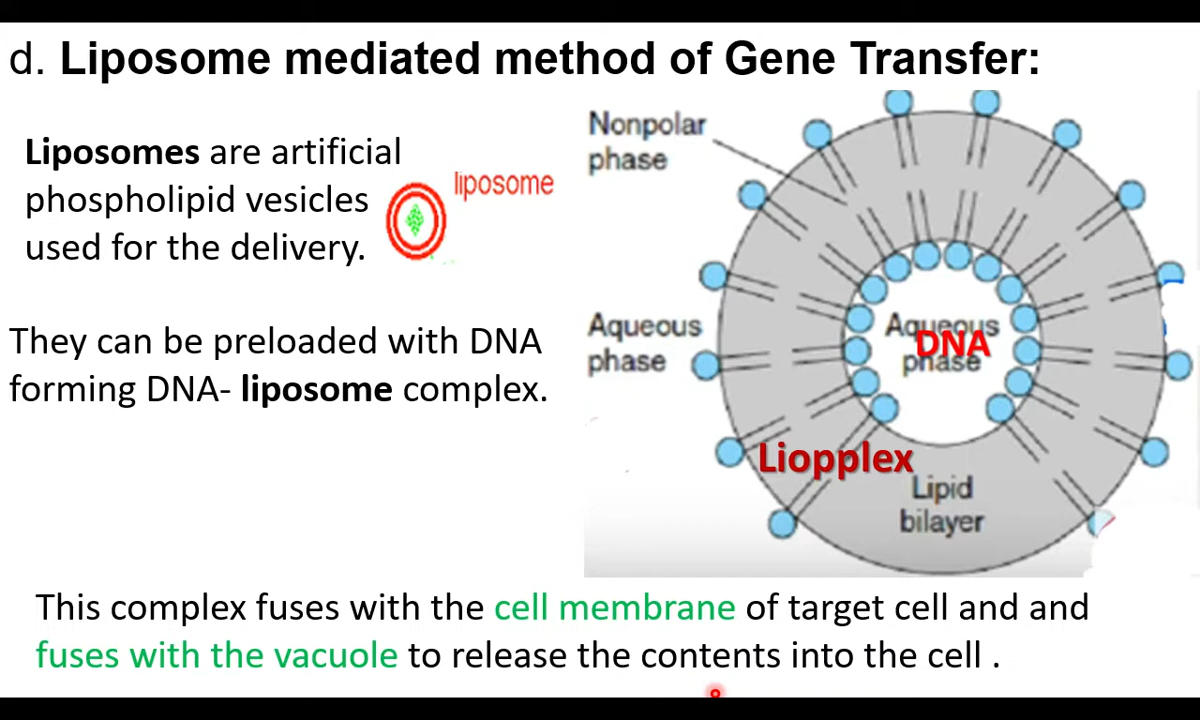 d. Liposome mediated method of Gene Transfer:
Liposomes are artificial
phospholipid vesicles
used for the delivery.
liposome
They can be preloaded with DNA
forming DNA- liposome complex.
Nonpolar
phase
Aqueous
phase
Aqueous
DNA
phase
Liopplex
Lipid
bilayer
This complex fuses with the cell membrane of target cell and and
fuses with the vacuole to release the contents into the cell .
8